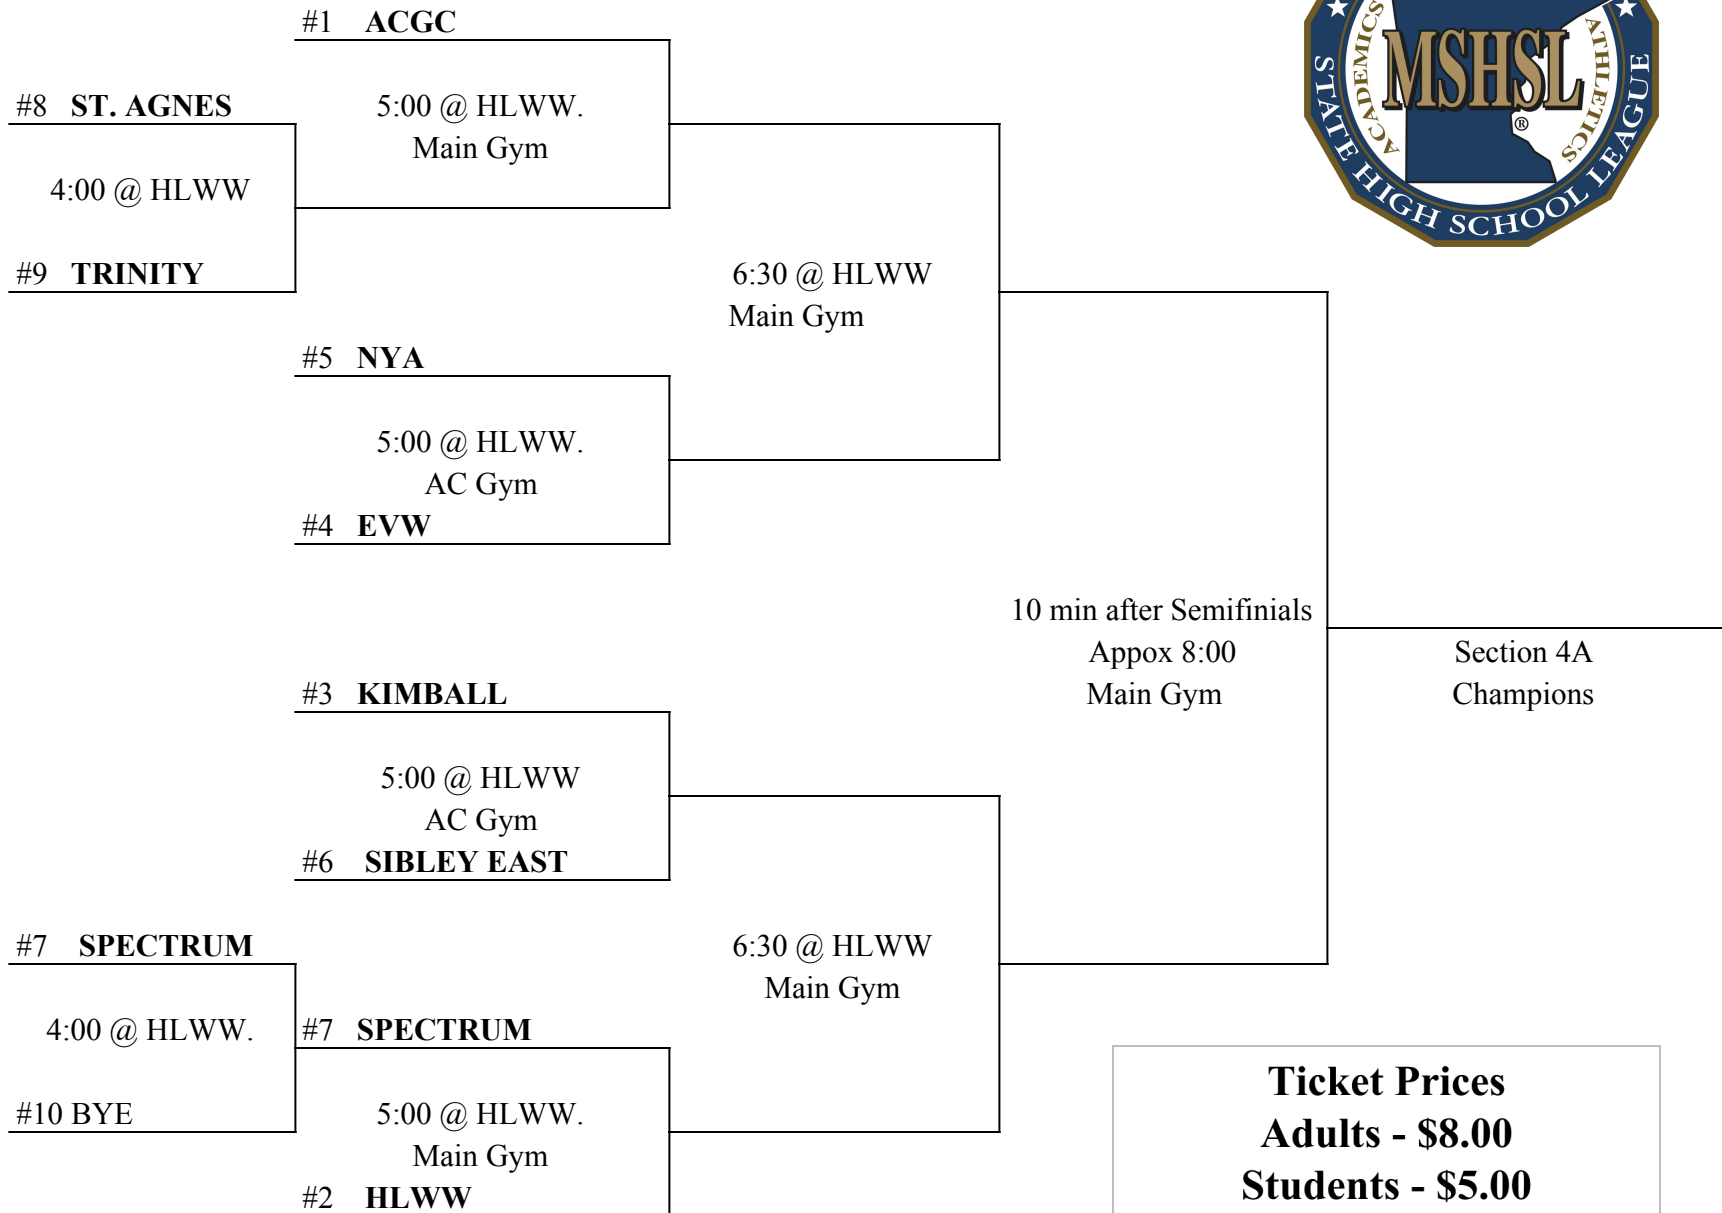 #1 ACGC
#8 ST. AGNES
5:00 @ HLWW.
Main Gym
4:00 @ HLWW
#9 TRINITY
6:30 @ HLWW
Main Gym
#5 NYA
5:00 @ HLWW.
AC Gym
#4 EVW
10 min after Semifinials
Appox 8:00
Main Gym
Section 4A
Champions
#3 KIMBALL
5:00 @ HLWW
AC Gym
#6 SIBLEY EAST
#7 SPECTRUM
6:30 @ HLWW
Main Gym
4:00 @ HLWW.
#7 SPECTRUM
#10 BYE
5:00 @ HLWW.
Main Gym
#2 HLWW
ACADEMICS
MSHSL
®
ATHLETICS
STATE HIGH SCHOOL LEAGUE
Ticket Prices
Adults - $8.00
Students - $5.00